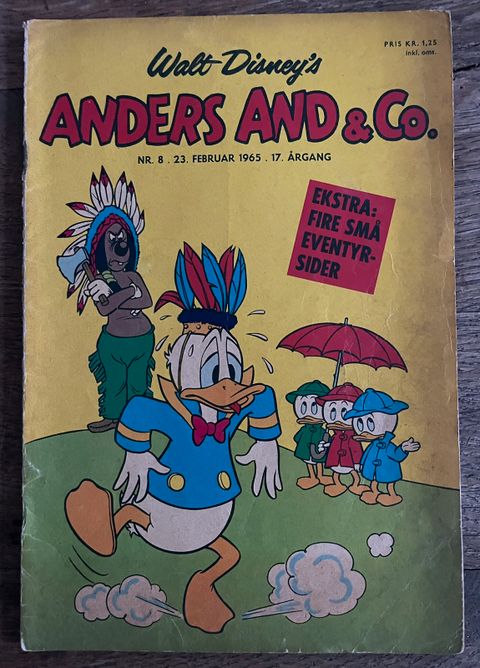 PRIS KR. 1,25
inkl. oms.
Walt Disney's
ANDERS AND & Co.
NR. 8 . 23. FEBRUAR 1965 . 17. ÅRGANG
EKSTRA:
FIRE SMÅ
EVENTYR-
SIDER